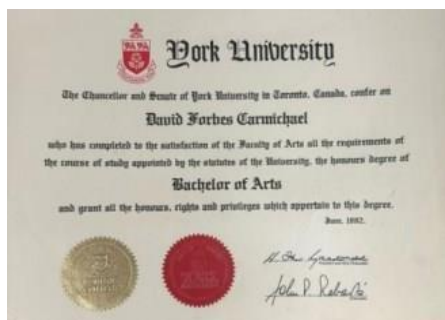 York University
The Chancellor and Senate of York University in Toronto, Canada, confer on
David Forbes Carmichael
who has completed to the satisfaction of the Faculty of Arts all the requirements of
the course of study appointed by the statutes of the University, the honours degree of
Bachelor of Arts
and grant all the honours, rights and privileges which appertain to this degree.
June,